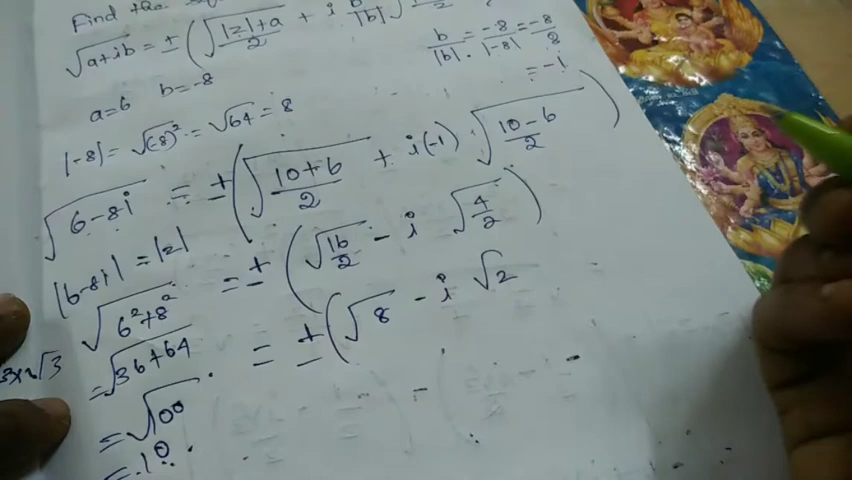 Find the
√a+ib = ± (√|z|+a/2 + i b/|b| √
b/|b| = -8/|-8| = -8/8
= -1
a=6 b=-8
|-8| = √(-8)² = √64 = 8
√6-8i = ± (√10+6/2 + i(-1) √10-6/2)
|6-8i| = |z|
= ± (√16/2 - i √4/2)
√6²+8²
= ± (√8 - i √2
= √36+64
= √100
= 10